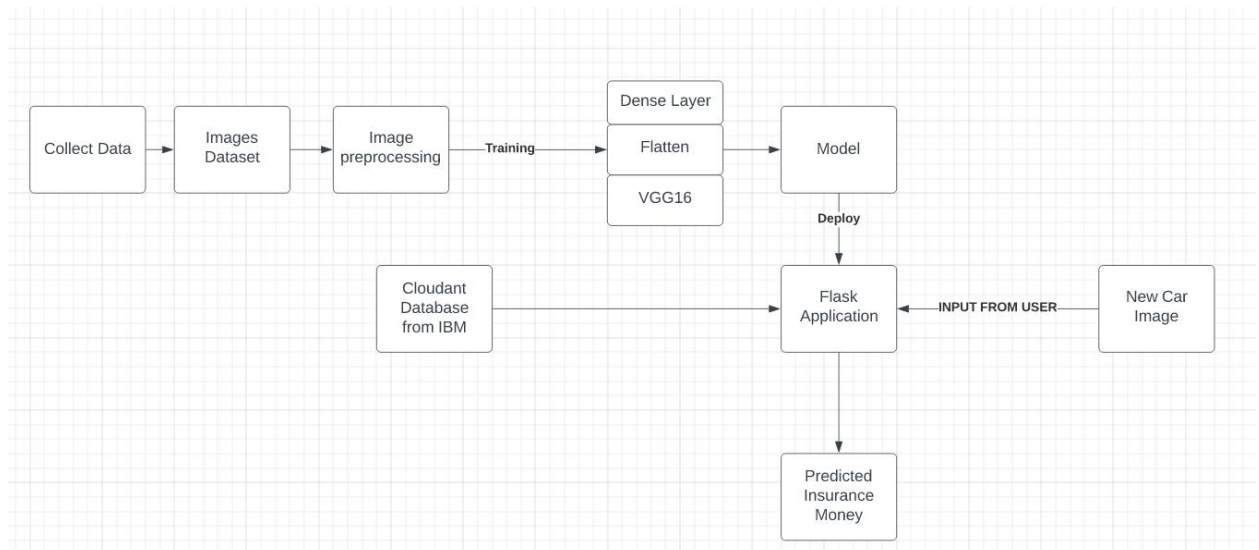 Collect Data
Images
Dataset
Image
preprocessing
Training
Dense Layer
Flatten
VGG16
Model
Deploy
Cloudant
Database
from IBM
Flask
Application
INPUT FROM USER
New Car
Image
Predicted
Insurance
Money